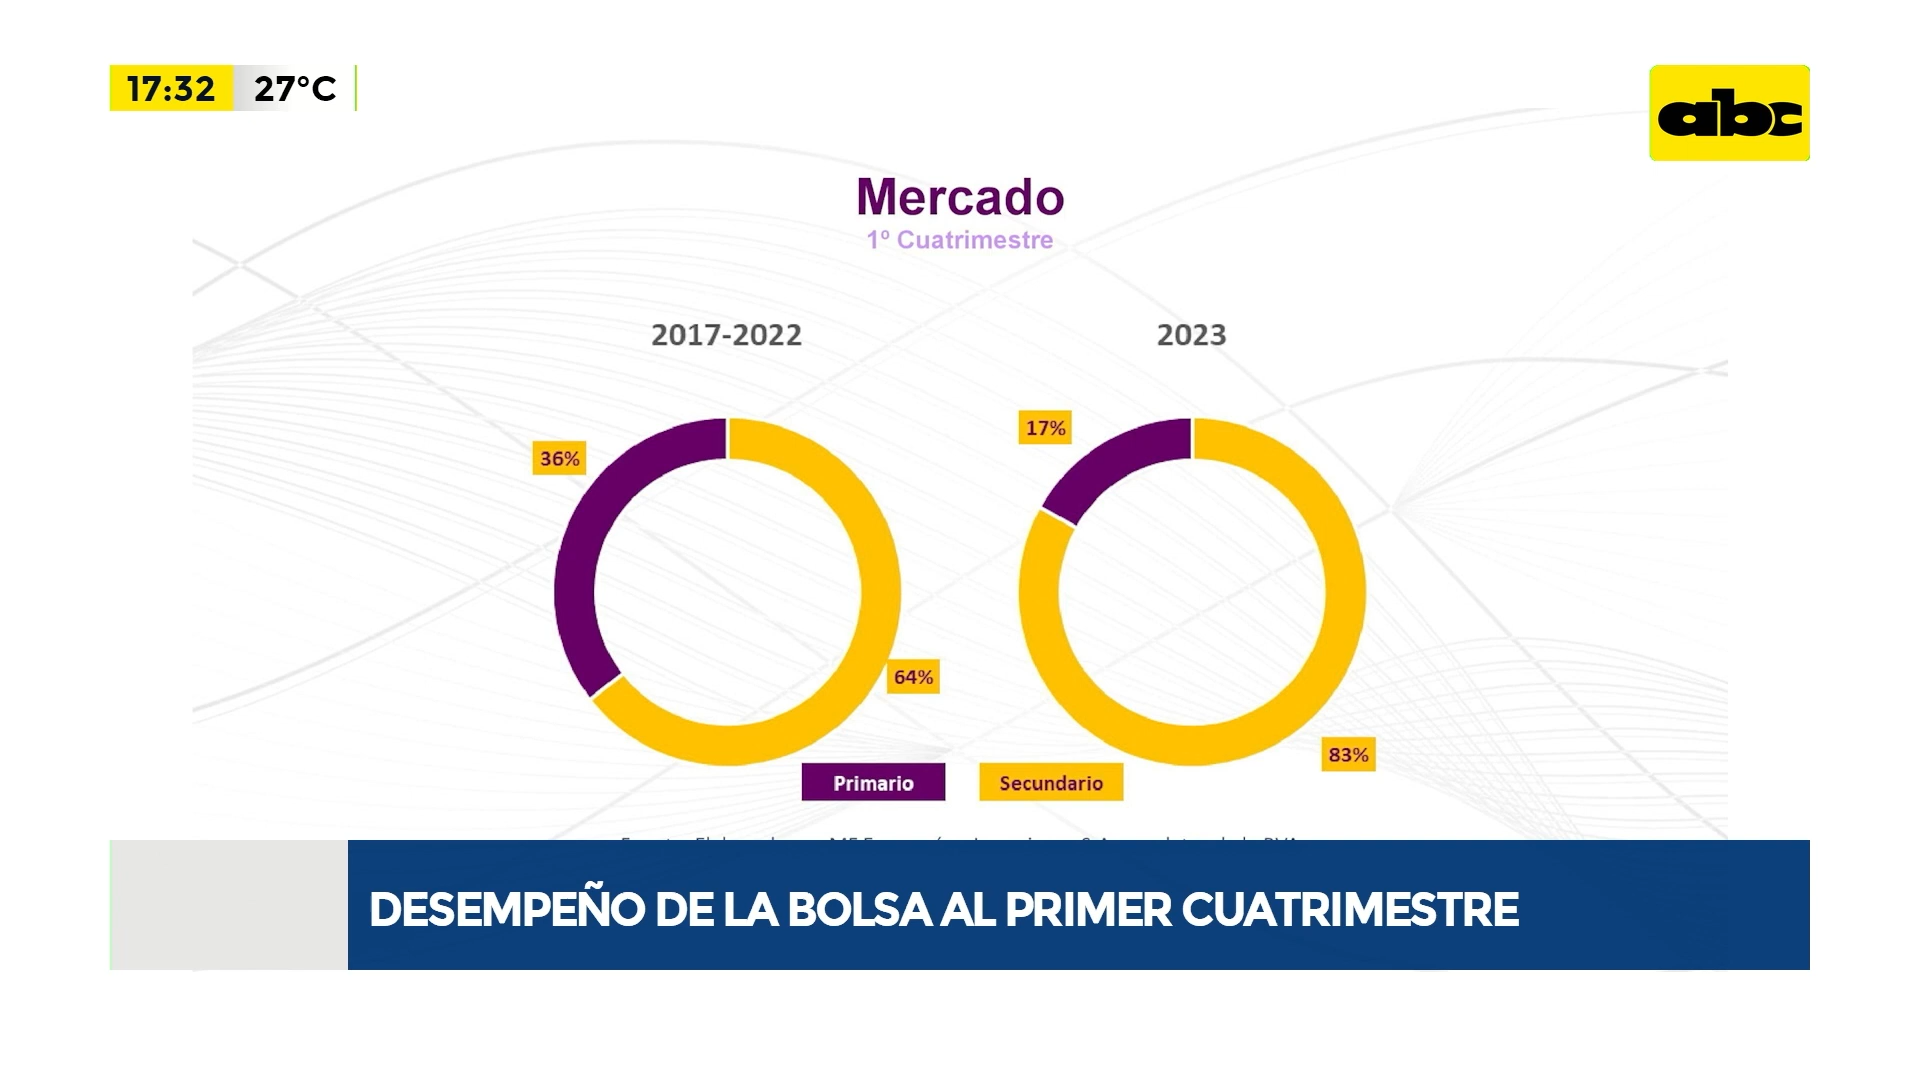 17:32 27°C
abc
Mercado
1º Cuatrimestre
2017-2022
2023
36%
64%
17%
83%
Primario
Secundario
DESEMPEÑO DE LA BOLSA AL PRIMER CUATRIMESTRE